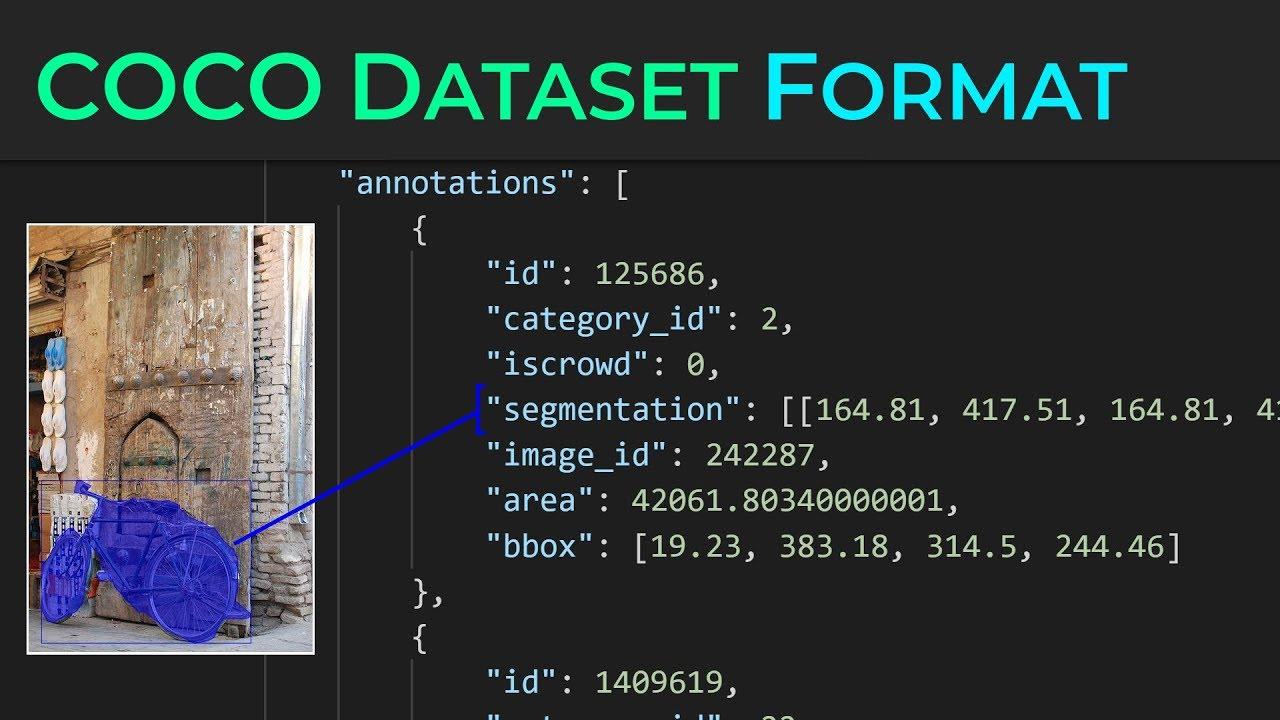 COCO DATASET FORMAT
"annotations": [
{
"id": 125686,
"category_id": 2,
"iscrowd": 0,
"segmentation": [[164.81, 417.51, 164.81,
"image_id": 242287,
"area": 42061.80340000001,
"bbox": [19.23, 383.18, 314.5, 244.46]
},
{
"id": 1409619,